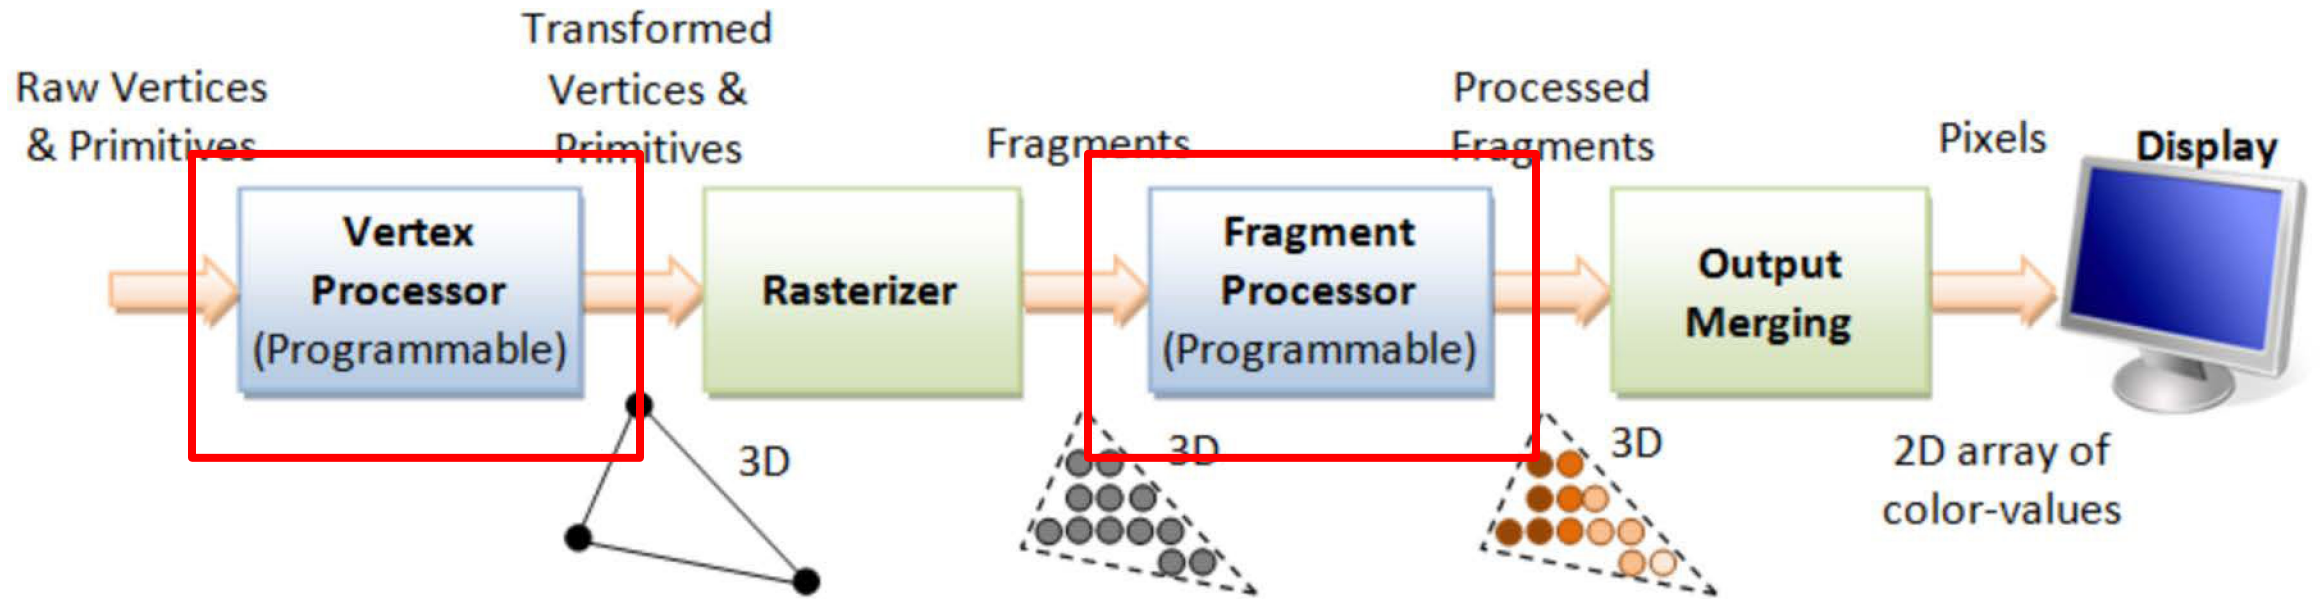 Raw Vertices
& Primitives
Transformed
Vertices &
Primitives
Fragments
Processed
Fragments
Pixels
Display
Vertex
Processor
(Programmable)
Rasterizer
Fragment
Processor
(Programmable)
Output
Merging
3D
3D
3D
2D array of
color-values